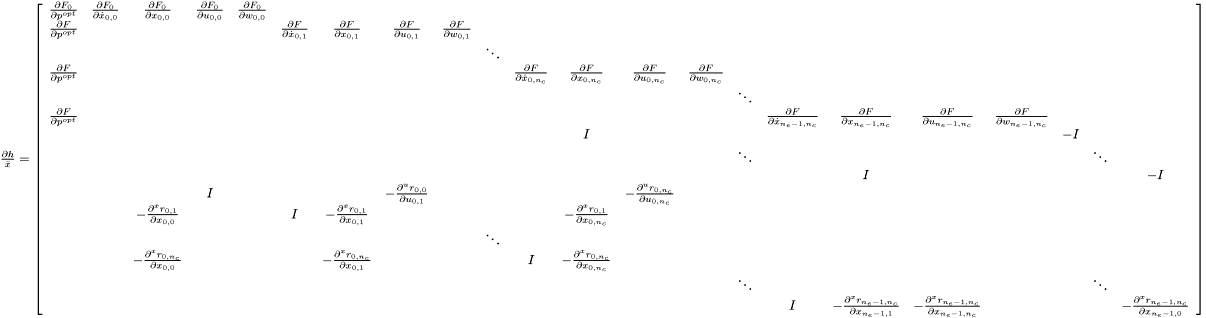 \frac{\partial F_0}{\partial p^{opt}} \frac{\partial F_0}{\partial \dot{x}_{0,0}} \frac{\partial F_0}{\partial x_{0,0}} \frac{\partial F_0}{\partial u_{0,0}} \frac{\partial F_0}{\partial w_{0,0}}
\frac{\partial F}{\partial p^{opt}} \frac{\partial F}{\partial \dot{x}_{0,1}} \frac{\partial F}{\partial x_{0,1}} \frac{\partial F}{\partial u_{0,1}} \frac{\partial F}{\partial w_{0,1}}
⋱
\frac{\partial F}{\partial p^{opt}} \frac{\partial F}{\partial \dot{x}_{0,n_c}} \frac{\partial F}{\partial x_{0,n_c}} \frac{\partial F}{\partial u_{0,n_c}} \frac{\partial F}{\partial w_{0,n_c}}
⋱
\frac{\partial F}{\partial p^{opt}} \frac{\partial F}{\partial \dot{x}_{n_e-1,n_c}} \frac{\partial F}{\partial x_{n_e-1,n_c}} \frac{\partial F}{\partial u_{n_e-1,n_c}} \frac{\partial F}{\partial w_{n_e-1,n_c}}
I -I
\frac{\partial h}{\bar{x}} = ⋱ ⋱
I -I
I -\frac{\partial^u r_{0,0}}{\partial u_{0,1}} -\frac{\partial^u r_{0,n_c}}{\partial u_{0,n_c}}
-\frac{\partial^x r_{0,1}}{\partial x_{0,0}} I -\frac{\partial^x r_{0,1}}{\partial x_{0,1}} -\frac{\partial^x r_{0,1}}{\partial x_{0,n_c}}
⋱
-\frac{\partial^x r_{0,n_c}}{\partial x_{0,0}} -\frac{\partial^x r_{0,n_c}}{\partial x_{0,1}} I -\frac{\partial^x r_{0,n_c}}{\partial x_{0,n_c}}
⋱ ⋱
I -\frac{\partial^x r_{n_e-1,n_c}}{\partial x_{n_e-1,1}} -\frac{\partial^x r_{n_e-1,n_c}}{\partial x_{n_e-1,n_c}} -\frac{\partial^x r_{n_e-1,n_c}}{\partial x_{n_e-1,0}}